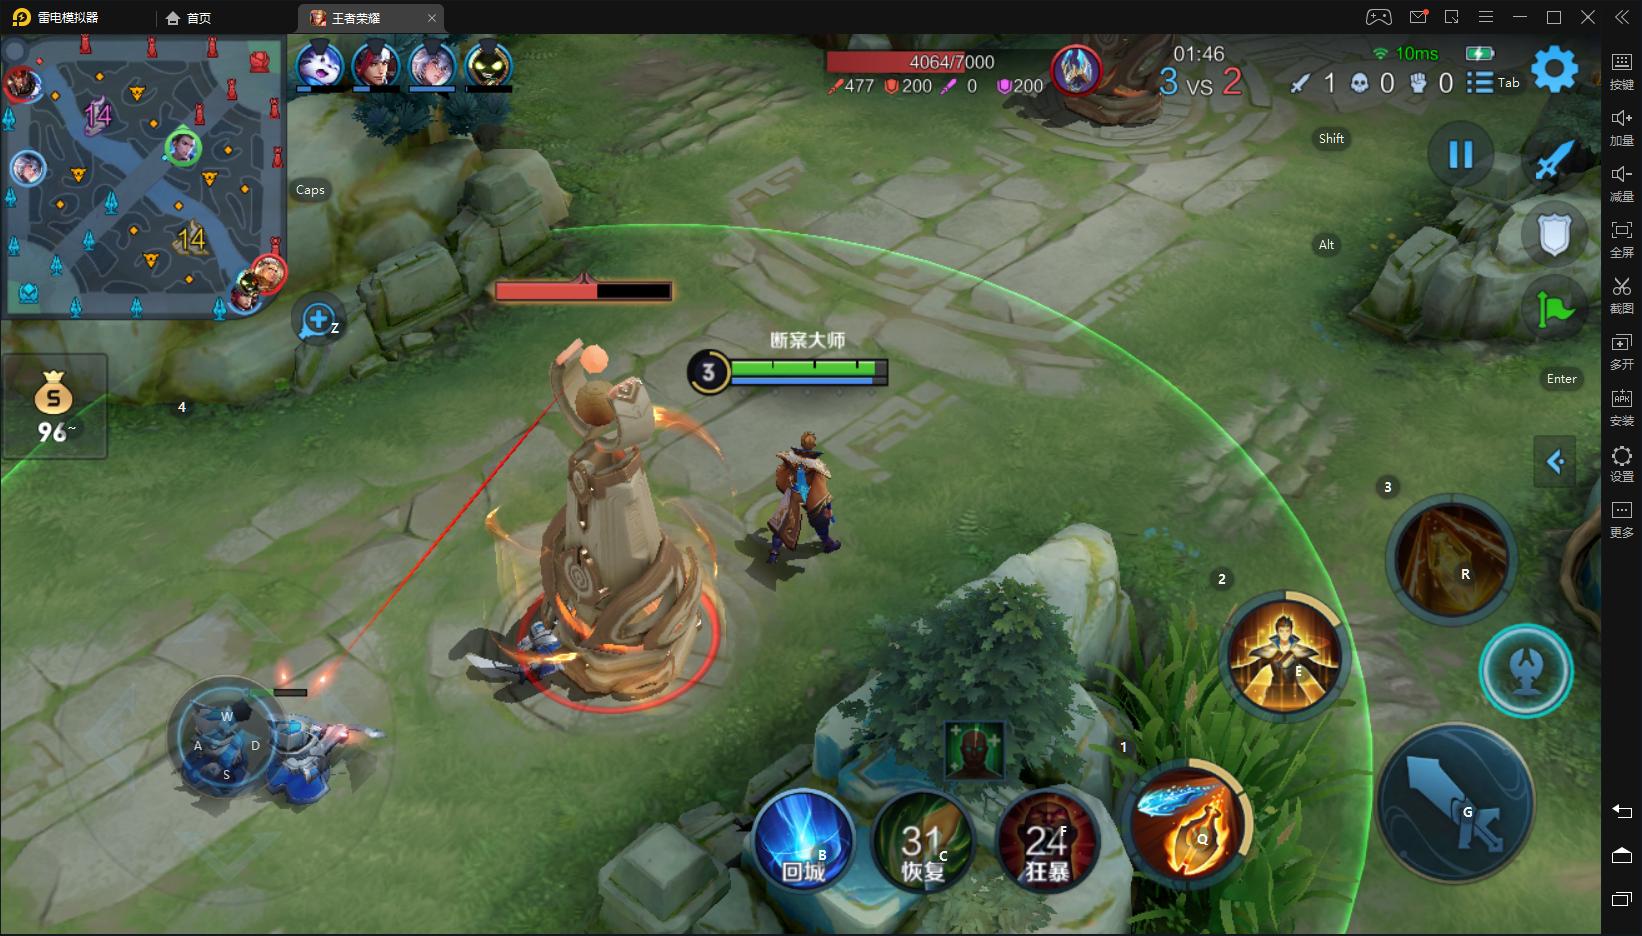 雷电模拟器
首页
王者荣耀
14
14
4064/7000
477 200 0 200
01:46
3 VS 2
10ms
1 0 0
Tab
Caps
Shift
Alt
Z
Enter
96~
4
断案大师
3
W
A D
S
3
R
2
E
1
Q
G
B
回城
31
C
恢复
24
F
狂暴
按键
加量
减量
全屏
截图
多开
APK
安装
设置
更多